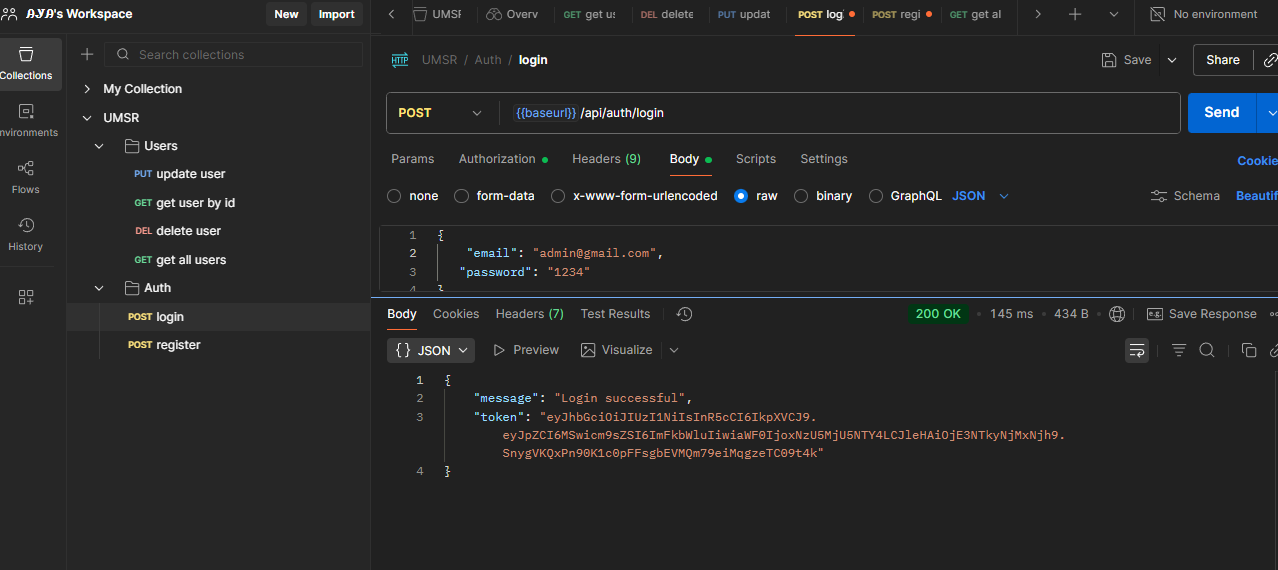 AYA's Workspace New Import
UMSR Overv GET get us DEL delete PUT updat POST logi POST regi GET get al No environment
Collections
Environments
Flows
History
Search collections
My Collection
UMSR
Users
PUT update user
GET get user by id
DEL delete user
GET get all users
Auth
POST login
POST register
HTTP UMSR / Auth / login Save Share
POST {{baseurl}} /api/auth/login Send
Params Authorization Headers (9) Body Scripts Settings Cookie
none form-data x-www-form-urlencoded raw binary GraphQL JSON Schema Beautif
1 {
2 "email": "admin@gmail.com",
3 "password": "1234"
4 }
Body Cookies Headers (7) Test Results 200 OK • 145 ms • 434 B • e.g. Save Response
{} JSON Preview Visualize
1 {
2 "message": "Login successful",
3 "token": "eyJhbGciOiJIUzI1NiIsInR5cCI6IkpXVCJ9.
eyJpZCI6MSwicm9sZSI6ImFkbWluIiwiaWF0IjoxNzU5MjU5NTY4LCJleHAiOjE3NTkyNjMxNjh9.
SnygVKQxPn90K1c0pFFsgbEVMQm79eiMqgzeTC09t4k"
4 }